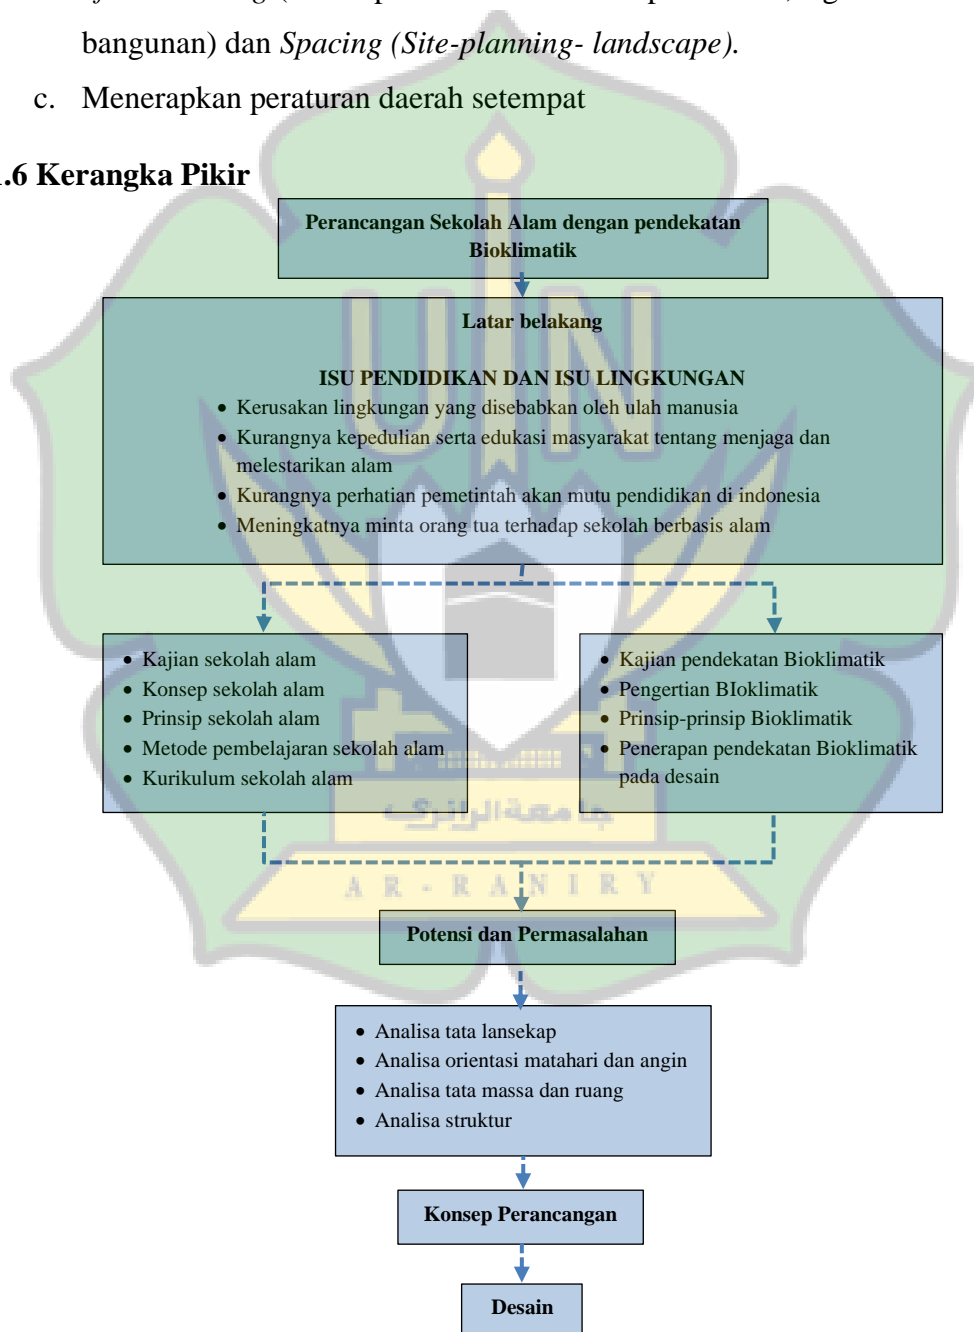 bangunan) dan Spacing (Site-planning- landscape).
c. Menerapkan peraturan daerah setempat
.6 Kerangka Pikir
Perancangan Sekolah Alam dengan pendekatan
Bioklimatik
Latar belakang
ISU PENDIDIKAN DAN ISU LINGKUNGAN
• Kerusakan lingkungan yang disebabkan oleh ulah manusia
• Kurangnya kepedulian serta edukasi masyarakat tentang menjaga dan
melestarikan alam
• Kurangnya perhatian pemetintah akan mutu pendidikan di indonesia
• Meningkatnya minta orang tua terhadap sekolah berbasis alam
• Kajian sekolah alam
• Konsep sekolah alam
• Prinsip sekolah alam
• Metode pembelajaran sekolah alam
• Kurikulum sekolah alam
• Kajian pendekatan Bioklimatik
• Pengertian BIoklimatik
• Prinsip-prinsip Bioklimatik
• Penerapan pendekatan Bioklimatik
pada desain
UIN
جامعة الرانري
AR-RANIRY
Potensi dan Permasalahan
• Analisa tata lansekap
• Analisa orientasi matahari dan angin
• Analisa tata massa dan ruang
• Analisa struktur
Konsep Perancangan
Desain